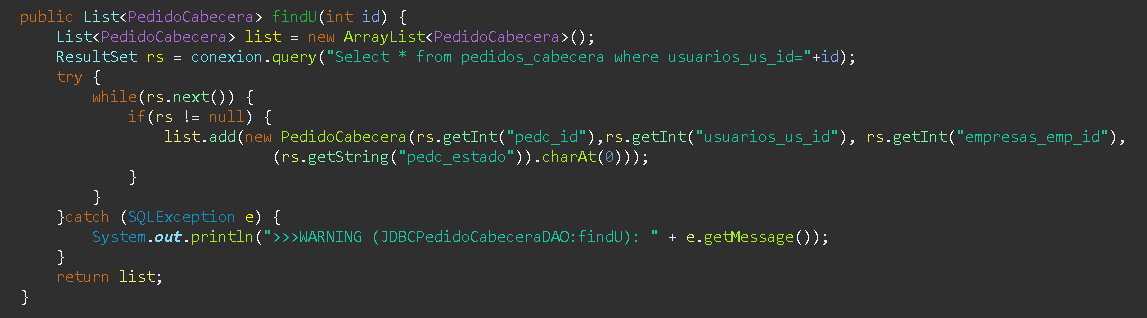 public List<PedidoCabecera> findU(int id) {
List<PedidoCabecera> list = new ArrayList<PedidoCabecera>();
ResultSet rs = conexion.query("Select * from pedidos_cabecera where usuarios_us_id="+id);
try {
while(rs.next()) {
if(rs != null) {
list.add(new PedidoCabecera(rs.getInt("pedc_id"),rs.getInt("usuarios_us_id"), rs.getInt("empresas_emp_id"),
(rs.getString("pedc_estado")).charAt(0)));
}
}
}catch (SQLException e) {
System.out.println(">>>WARNING (JDBCPedidoCabeceraDAO:findU): " + e.getMessage());
}
return list;
}